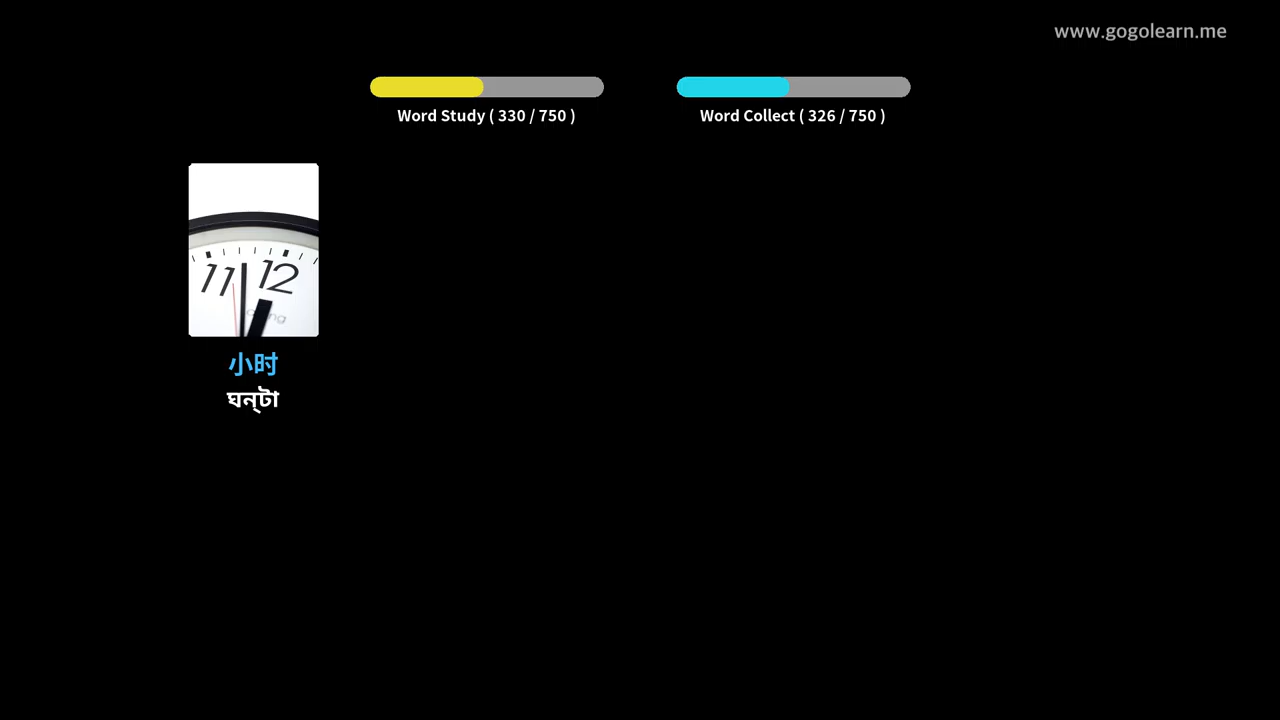 www.gogolearn.me
Word Study ( 330 / 750 )
Word Collect ( 326 / 750 )
11 12
小时
ঘন্টা